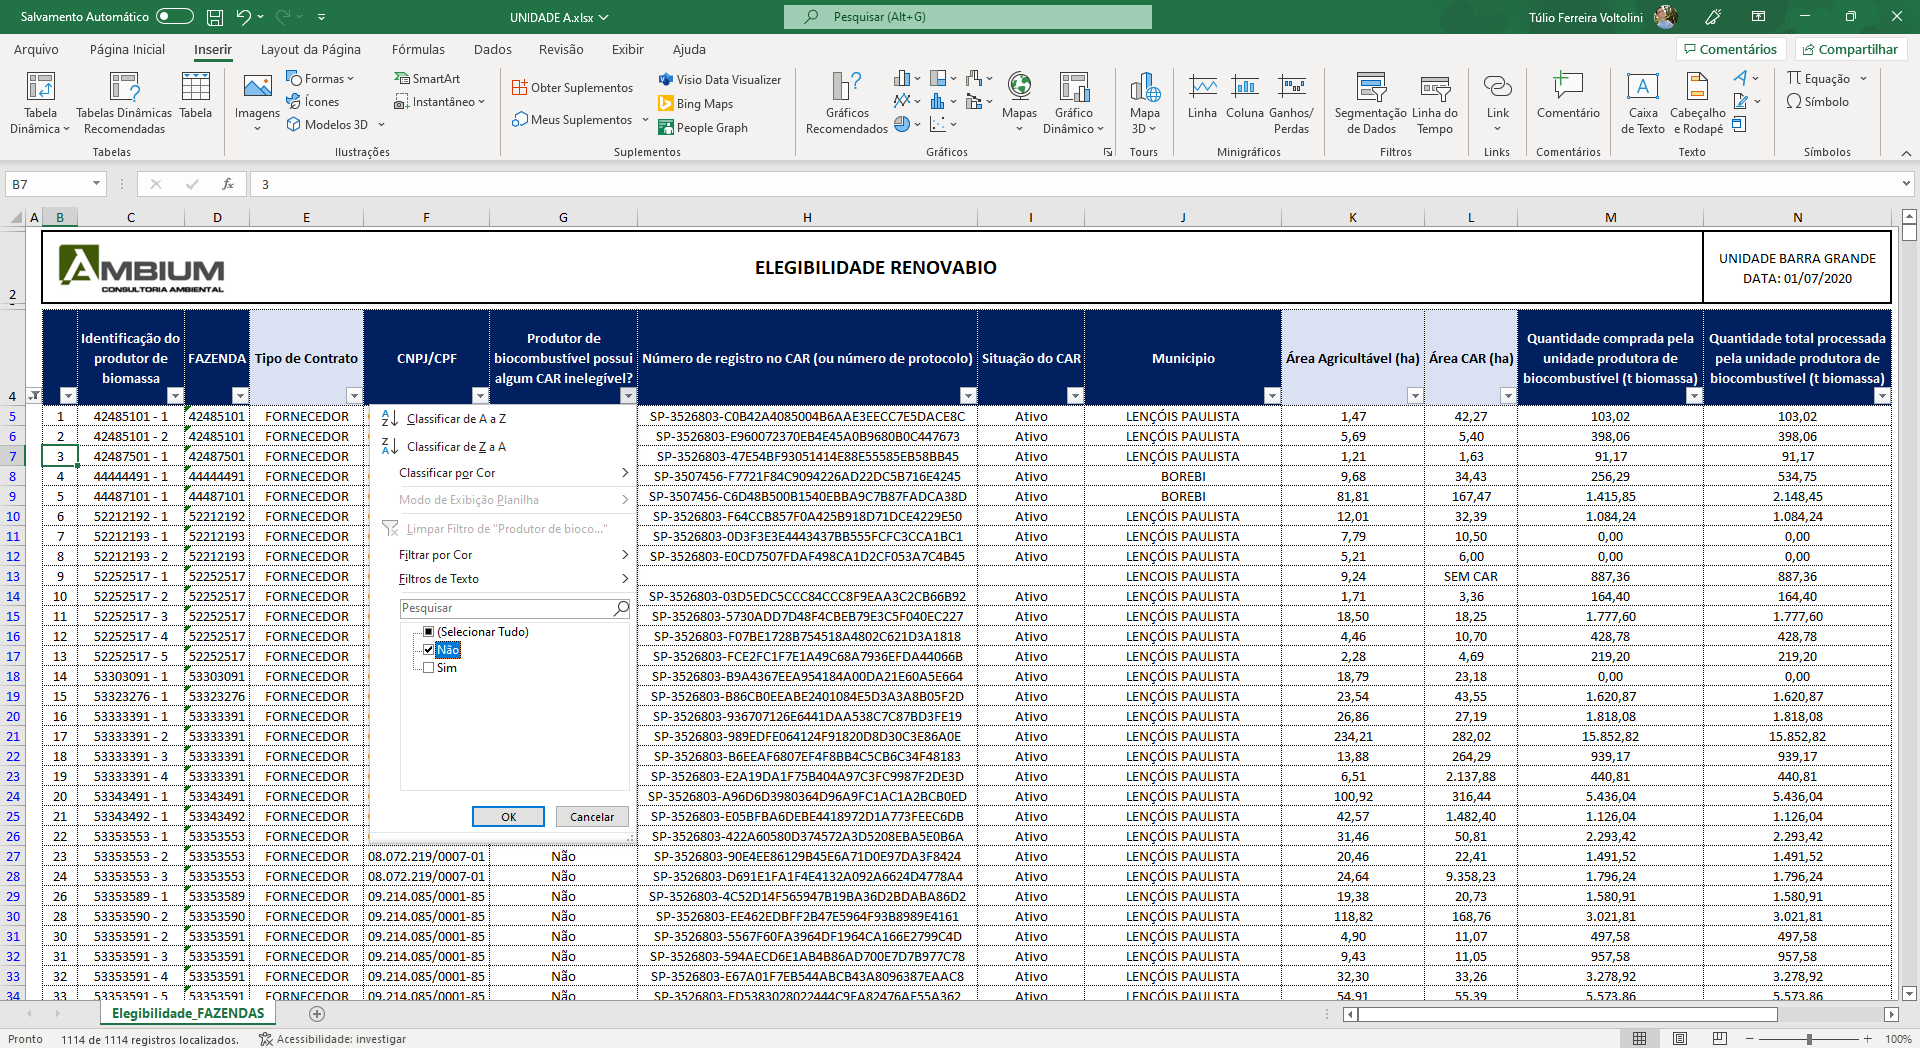 Salvamento Automático
UNIDADE A.xlsx
Pesquisar (Alt+G)
Túlio Ferreira Voltolini
Arquivo Página Inicial Inserir Layout da Página Fórmulas Dados Revisão Exibir Ajuda
Comentários Compartilhar
Tabela Dinâmica
Tabelas Dinâmicas Recomendadas
Tabela
Tabelas
Imagens
Formas
Ícones
Modelos 3D
SmartArt
Instantâneo
Ilustrações
Obter Suplementos
Meus Suplementos
Visio Data Visualizer
Bing Maps
People Graph
Suplementos
Gráficos Recomendados
Mapas
Gráfico Dinâmico
Gráficos
Mapa 3D
Tours
Linha Coluna Ganhos/ Perdas
Minigráficos
Segmentação de Dados
Linha do Tempo
Filtros
Link
Links
Comentário
Comentários
Caixa de Texto
Cabeçalho e Rodapé
Texto
Equação
Símbolo
Símbolos
B7 fx 3
A B C D E F G H I J K L M N
2
AMBIUM
CONSULTORIA AMBIENTAL
ELEGIBILIDADE RENOVABIO
UNIDADE BARRA GRANDE
DATA: 01/07/2020
4
Identificação do produtor de biomassa
FAZENDA
Tipo de Contrato
CNPJ/CPF
Produtor de biocombustível possui algum CAR inelegível?
Número de registro no CAR (ou número de protocolo)
Situação do CAR
Municipio
Área Agricultável (ha)
Área CAR (ha)
Quantidade comprada pela unidade produtora de biocombustível (t biomassa)
Quantidade total processada pela unidade produtora de biocombustível (t biomassa)
5 1 42485101 - 1 42485101 FORNECEDOR SP-3526803-C0B42A4085004B6AAE3EECC7E5DACE8C Ativo LENÇÓIS PAULISTA 1,47 42,27 103,02 103,02
6 2 42485101 - 2 42485101 FORNECEDOR SP-3526803-E960072370EB4E45A0B9680B0C447673 Ativo LENÇÓIS PAULISTA 5,69 5,40 398,06 398,06
7 3 42487501 - 1 42487501 FORNECEDOR SP-3526803-47E54BF93051414E88E55585EB58BB45 Ativo LENÇÓIS PAULISTA 1,21 1,63 91,17 91,17
8 4 44444491 - 1 44444491 FORNECEDOR SP-3507456-F7721F84C9094226AD22DC5B716E4245 Ativo BOREBI 9,68 34,43 256,29 534,75
9 5 44487101 - 1 44487101 FORNECEDOR SP-3507456-C6D48B500B1540EBBA9C7B87FADCA38D Ativo BOREBI 81,81 167,47 1.415,85 2.148,45
10 6 52212192 - 1 52212192 FORNECEDOR SP-3526803-F64CCB857F0A425B918D71DCE4229E50 Ativo LENÇÓIS PAULISTA 12,01 32,39 1.084,24 1.084,24
11 7 52212193 - 1 52212193 FORNECEDOR SP-3526803-0D3F3E3E4443437BB555FCFC3CCA1BC1 Ativo LENÇÓIS PAULISTA 7,79 10,50 0,00 0,00
12 8 52212193 - 2 52212193 FORNECEDOR SP-3526803-E0CD7507FDAF498CA1D2CF053A7C4B45 Ativo LENÇÓIS PAULISTA 5,21 6,00 0,00 0,00
13 9 52252517 - 1 52252517 FORNECEDOR LENCOIS PAULISTA 9,24 SEM CAR 887,36 887,36
14 10 52252517 - 2 52252517 FORNECEDOR SP-3526803-03D5EDC5CCC84CCC8F9EAA3C2CB66B92 Ativo LENÇÓIS PAULISTA 1,71 3,36 164,40 164,40
15 11 52252517 - 3 52252517 FORNECEDOR SP-3526803-5730ADD7D48F4CBEB79E3C5F040EC227 Ativo LENÇÓIS PAULISTA 18,50 18,25 1.777,60 1.777,60
16 12 52252517 - 4 52252517 FORNECEDOR SP-3526803-F07BE1728B754518A4802C621D3A1818 Ativo LENÇÓIS PAULISTA 4,46 10,70 428,78 428,78
17 13 52252517 - 5 52252517 FORNECEDOR SP-3526803-FCE2FC1F7E1A49C68A7936EFDA44066B Ativo LENÇÓIS PAULISTA 2,28 4,69 219,20 219,20
18 14 53303091 - 1 53303091 FORNECEDOR SP-3526803-B9A4367EEA954184A00DA21E60A5E664 Ativo LENÇÓIS PAULISTA 18,79 23,18 0,00 0,00
19 15 53323276 - 1 53323276 FORNECEDOR SP-3526803-B86CB0EEABE2401084E5D3A3A8B05F2D Ativo LENÇÓIS PAULISTA 23,54 43,55 1.620,87 1.620,87
20 16 53333391 - 1 53333391 FORNECEDOR SP-3526803-936707126E6441DAA538C7C87BD3FE19 Ativo LENÇÓIS PAULISTA 26,86 27,19 1.818,08 1.818,08
21 17 53333391 - 2 53333391 FORNECEDOR SP-3526803-989EDFE064124F91820D8D30C3E86A0E Ativo LENÇÓIS PAULISTA 234,21 282,02 15.852,82 15.852,82
22 18 53333391 - 3 53333391 FORNECEDOR SP-3526803-B6EEAF6807EF4F8BB4C5CB6C34F48183 Ativo LENÇÓIS PAULISTA 13,88 264,29 939,17 939,17
23 19 53333391 - 4 53333391 FORNECEDOR SP-3526803-E2A19DA1F75B404A97C3FC9987F2DE3D Ativo LENÇÓIS PAULISTA 6,51 2.137,88 440,81 440,81
24 20 53343491 - 1 53343491 FORNECEDOR SP-3526803-A96D6D3980364D96A9FC1AC1A2BCB0ED Ativo LENÇÓIS PAULISTA 100,92 316,44 5.436,04 5.436,04
25 21 53343492 - 1 53343492 FORNECEDOR SP-3526803-E05BFBA6DEBE4418972D1A773FEEC6DB Ativo LENÇÓIS PAULISTA 42,57 1.482,40 1.126,04 1.126,04
26 22 53353553 - 1 53353553 FORNECEDOR SP-3526803-422A60580D374572A3D5208EBA5E0B6A Ativo LENÇÓIS PAULISTA 31,46 50,81 2.293,42 2.293,42
27 23 53353553 - 2 53353553 FORNECEDOR 08.072.219/0007-01 Não SP-3526803-90E4EE86129B45E6A71D0E97DA3F8424 Ativo LENÇÓIS PAULISTA 20,46 22,41 1.491,52 1.491,52
28 24 53353553 - 3 53353553 FORNECEDOR 08.072.219/0007-01 Não SP-3526803-D691E1FA1F4E4132A092A6624D4778A4 Ativo LENÇÓIS PAULISTA 24,64 9.358,23 1.796,24 1.796,24
29 26 53353589 - 1 53353589 FORNECEDOR 09.214.085/0001-85 Não SP-3526803-4C52D14F565947B19BA36D2BDABA86D2 Ativo LENÇÓIS PAULISTA 19,38 20,73 1.580,91 1.580,91
30 28 53353590 - 2 53353590 FORNECEDOR 09.214.085/0001-85 Não SP-3526803-EE462EDBFF2B47E5964F93B8989E4161 Ativo LENÇÓIS PAULISTA 118,82 168,76 3.021,81 3.021,81
31 30 53353591 - 2 53353591 FORNECEDOR 09.214.085/0001-85 Não SP-3526803-5567F60FA3964DF1964CA166E2799C4D Ativo LENÇÓIS PAULISTA 4,90 11,07 497,58 497,58
32 31 53353591 - 3 53353591 FORNECEDOR 09.214.085/0001-85 Não SP-3526803-594AECD6E1AB4B86AD700E7D7B977C78 Ativo LENÇÓIS PAULISTA 9,43 11,05 957,58 957,58
33 32 53353591 - 4 53353591 FORNECEDOR 09.214.085/0001-85 Não SP-3526803-E67A01F7EB544ABCB43A8096387EAAC8 Ativo LENÇÓIS PAULISTA 32,30 33,26 3.278,92 3.278,92
34 33 53353591 - 5 53353591 FORNECEDOR 09.214.085/0001-85 Não SP-3526803-FD5383028022444C9FA82476AF55A362 Ativo LENÇÓIS PAULISTA 54,91 55,39 5.573,86 5.573,86
Classificar de A a Z
Classificar de Z a A
Classificar por Cor
Modo de Exibição Planilha
Limpar Filtro de "Produtor de bioco..."
Filtrar por Cor
Filtros de Texto
Pesquisar
(Selecionar Tudo)
Não
Sim
OK Cancelar
Elegibilidade_FAZENDAS
Pronto 1114 de 1114 registros localizados. Acessibilidade: investigar 100%